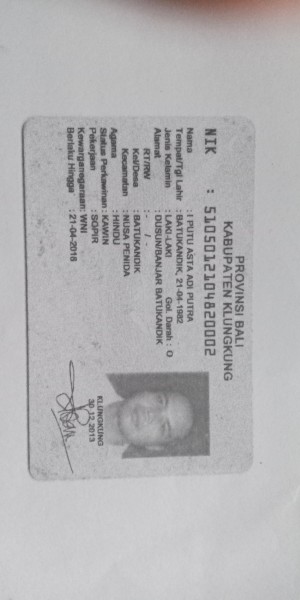 PROVINSI BALI
KABUPATEN KLUNGKUNG
NIK : 5105012104820002
Nama : I PUTU ASTA ADI PUTRA
Tempat/Tgl Lahir : BATUKANDIK, 21-04-1982
Jenis Kelamin : LAKI-LAKI Gol. Darah : O
Alamat : DUSUN/BANJAR BATUKANDIK
RT/RW : - / -
Kel/Desa : BATUKANDIK
Kecamatan : NUSA PENIDA
Agama : HINDU
Status Perkawinan : KAWIN
Pekerjaan : SOPIR
Kewarganegaraan: WNI
Berlaku Hingga : 21-04-2018
KLUNGKUNG
30-12-2013